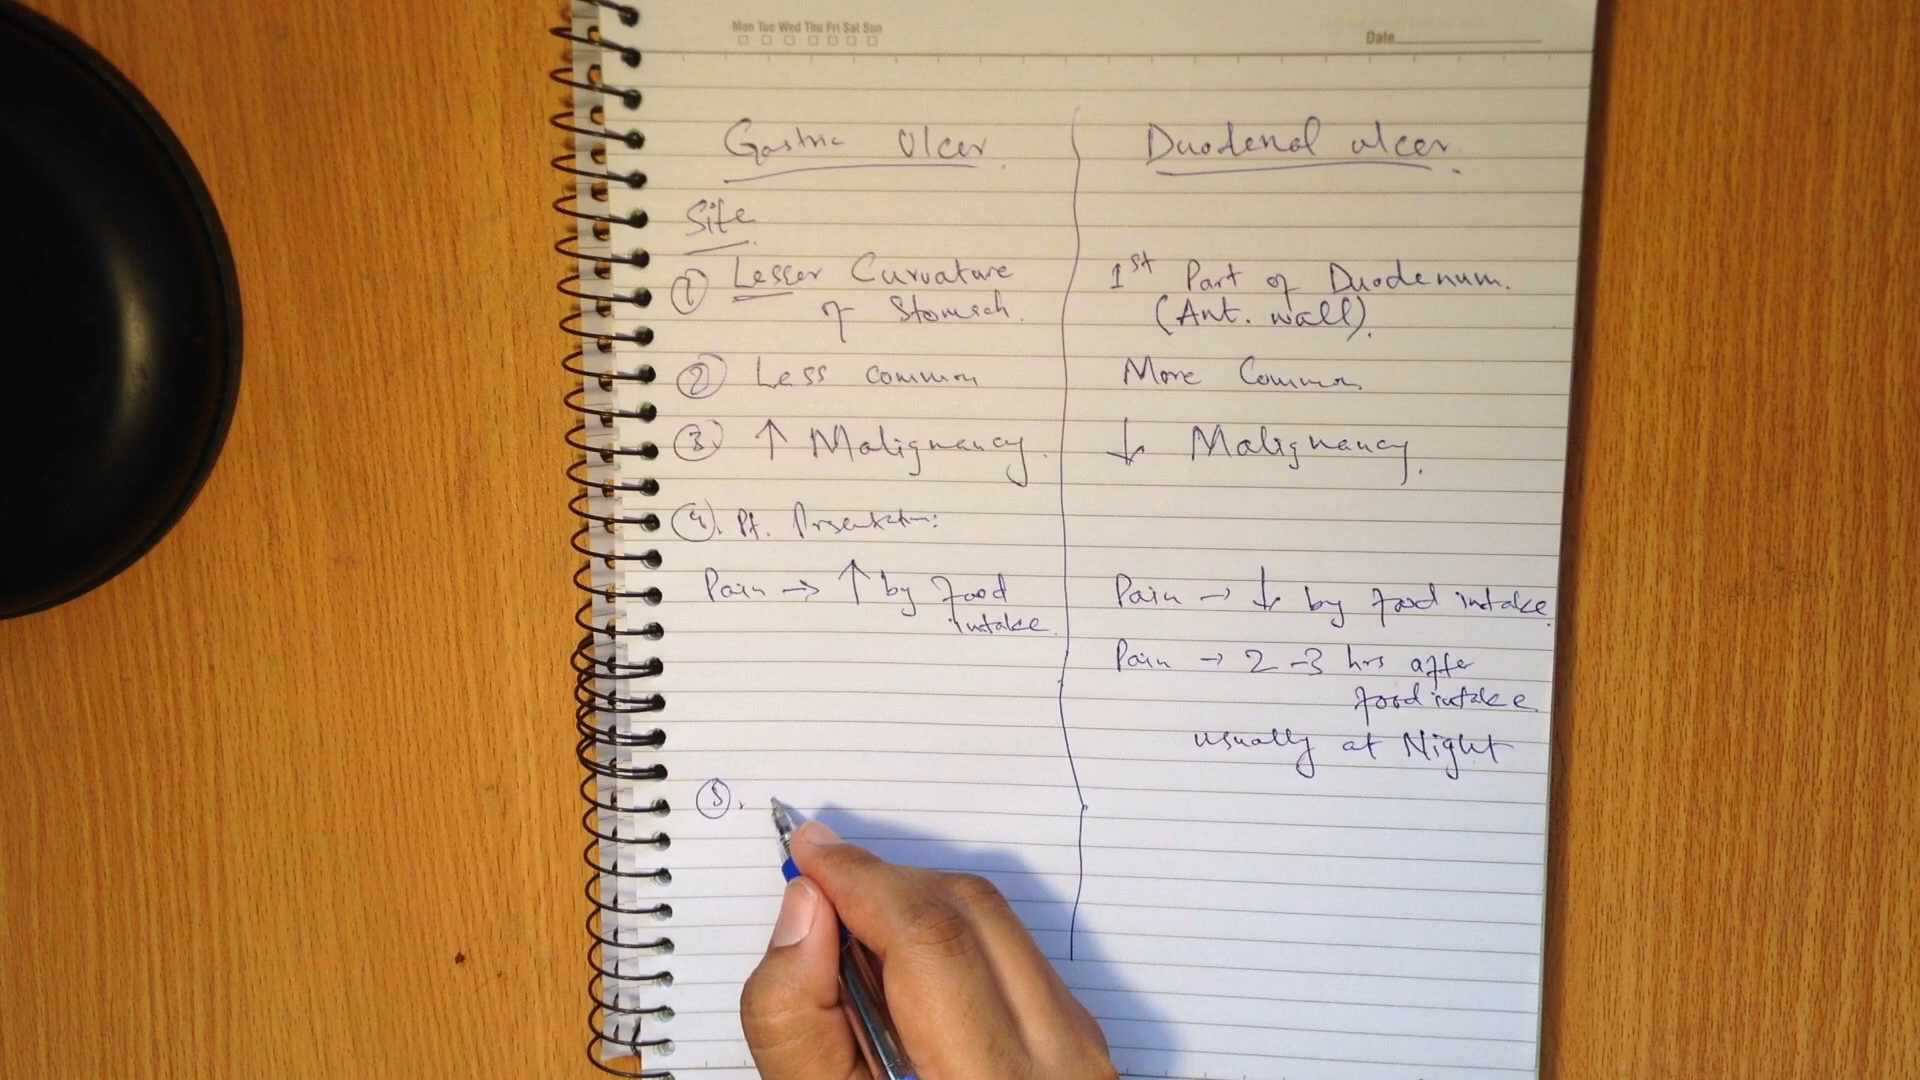 Mon Tue Wed Thu Fri Sat Sun
Date
Gastric Ulcer.
Duodenal ulcer.
Site
① Lesser Curvature
of Stomach.
1st Part of Duodenum.
(Ant. wall).
② Less common
More Common
③ ↑ Malignancy.
↓ Malignancy.
④. Pt. Presentation:
Pain → ↑ by food
intake.
Pain → ↓ by food intake.
Pain → 2-3 hrs after
food intake.
usually at Night
⑤.